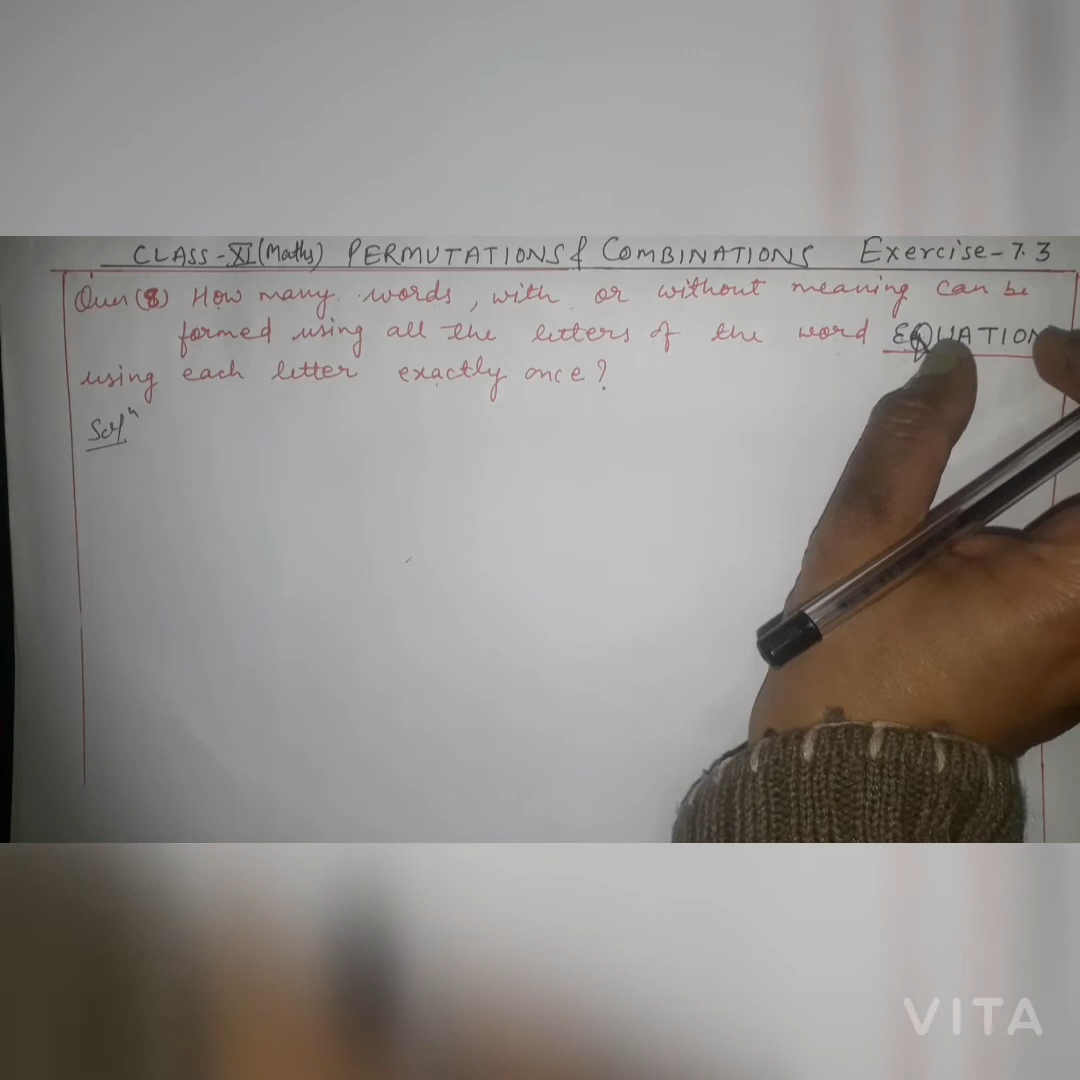 CLASS-XI (Maths) PERMUTATIONS & COMBINATIONS Exercise-7.3
Ques (8) How many words, with or without meaning can be
formed using all the letters of the word EQUATION
using each letter exactly once?
Solⁿ
VITA